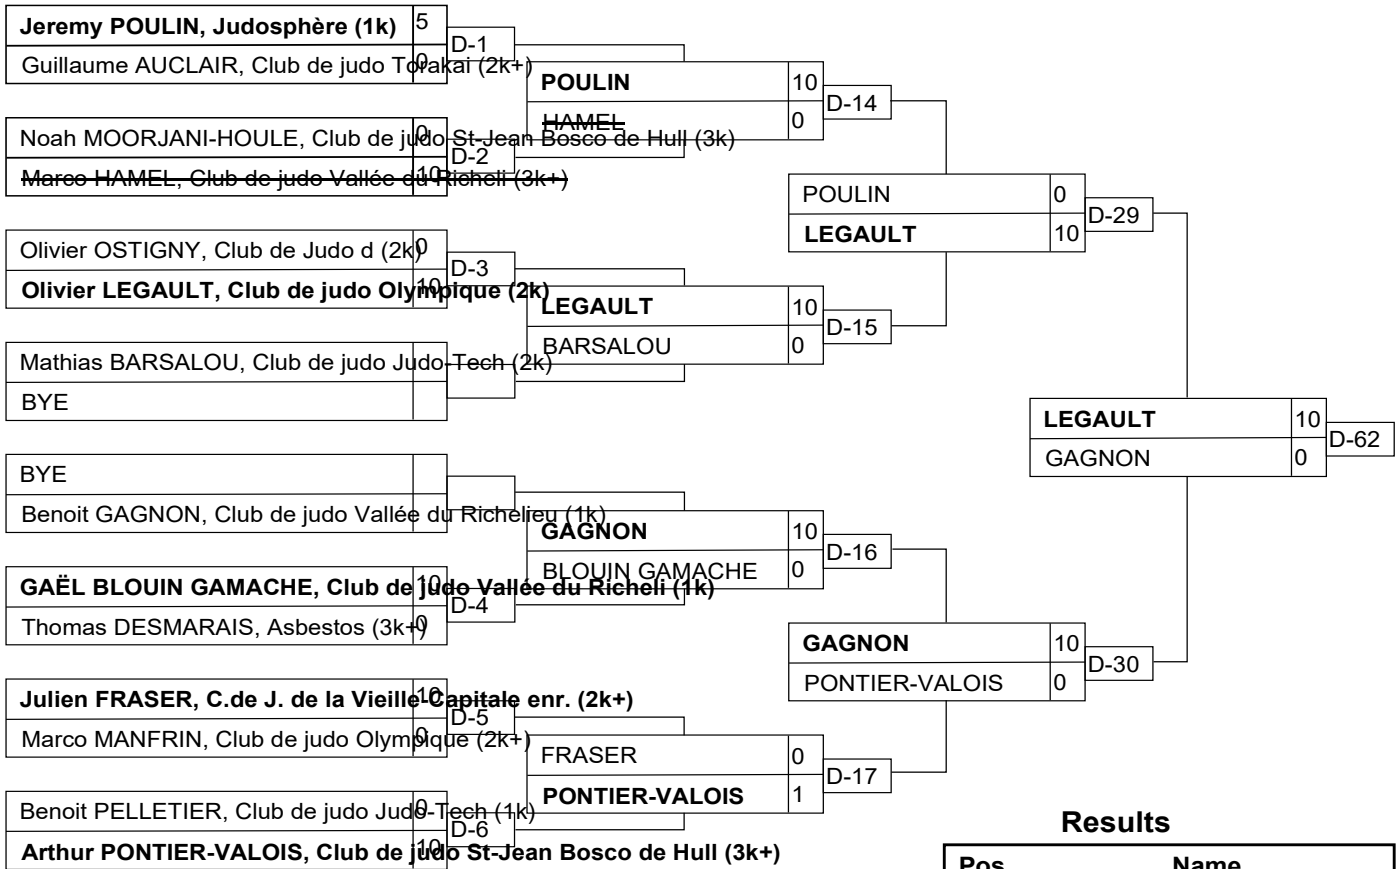 Jeremy POULIN, Judosphère (1k) 5
Guillaume AUCLAIR, Club de judo Torakai (2k+) 0
D-1
Noah MOORJANI-HOULE, Club de judo St-Jean Bosco de Hull (3k) 0
Marco HAMEL, Club de judo Vallée du Richeli (3k+) 10
D-2
POULIN 10
HAMEL 0
D-14
Olivier OSTIGNY, Club de Judo d (2k) 0
Olivier LEGAULT, Club de judo Olympique (2k) 10
D-3
Mathias BARSALOU, Club de judo Judo-Tech (2k)
BYE
LEGAULT 10
BARSALOU 0
D-15
POULIN 0
LEGAULT 10
D-29
BYE
Benoit GAGNON, Club de judo Vallée du Richelieu (1k)
GAËL BLOUIN GAMACHE, Club de judo Vallée du Richeli (1k) 10
Thomas DESMARAIS, Asbestos (3k+) 0
D-4
GAGNON 10
BLOUIN GAMACHE 0
D-16
Julien FRASER, C.de J. de la Vieille-Capitale enr. (2k+) 10
Marco MANFRIN, Club de judo Olympique (2k+) 0
D-5
Benoit PELLETIER, Club de judo Judo-Tech (1k) 0
Arthur PONTIER-VALOIS, Club de judo St-Jean Bosco de Hull (3k+) 10
D-6
FRASER 0
PONTIER-VALOIS 1
D-17
GAGNON 10
PONTIER-VALOIS 0
D-30
LEGAULT 10
GAGNON 0
D-62
Results
Pos Name